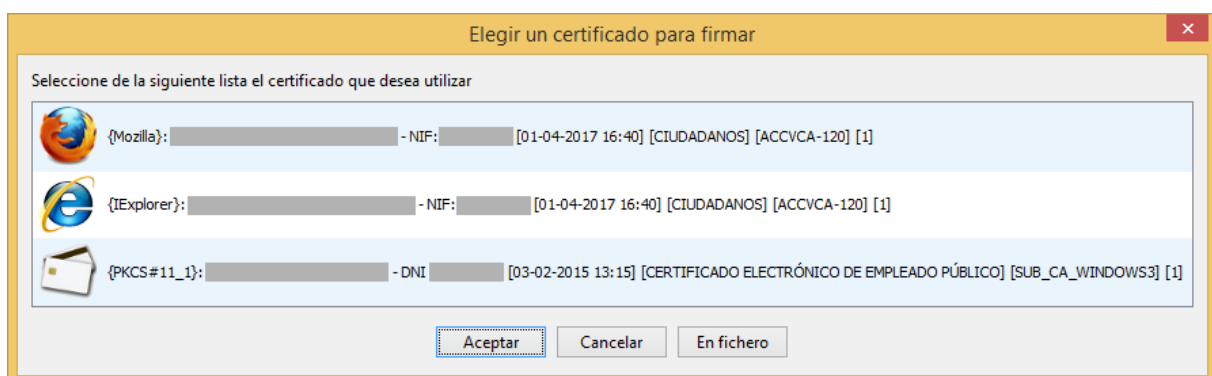 Elegir un certificado para firmar
Seleccione de la siguiente lista el certificado que desea utilizar
{Mozilla}: - NIF: [01-04-2017 16:40] [CIUDADANOS] [ACCVCA-120] [1]
{IExplorer}: - NIF: [01-04-2017 16:40] [CIUDADANOS] [ACCVCA-120] [1]
{PKCS#11_1}: - DNI [03-02-2015 13:15] [CERTIFICADO ELECTRÓNICO DE EMPLEADO PÚBLICO] [SUB_CA_WINDOWS3] [1]
Aceptar Cancelar En fichero